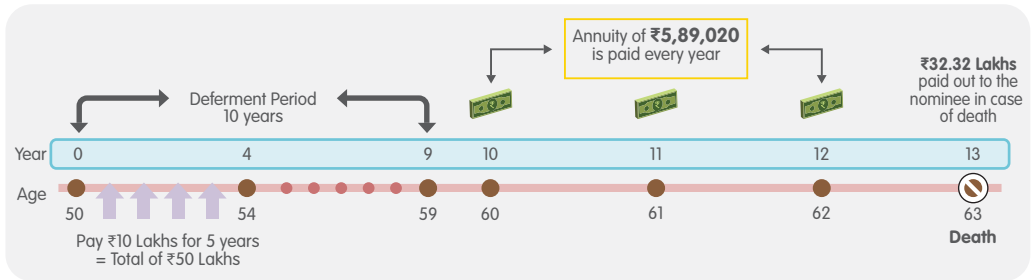 Annuity of ₹5,89,020
is paid every year
₹32.32 Lakhs
paid out to the
nominee in case
of death
Deferment Period
10 years
Year 0 4 9 10 11 12 13
Age
50 54 59 60 61 62 63
Pay ₹10 Lakhs for 5 years
= Total of ₹50 Lakhs
Death